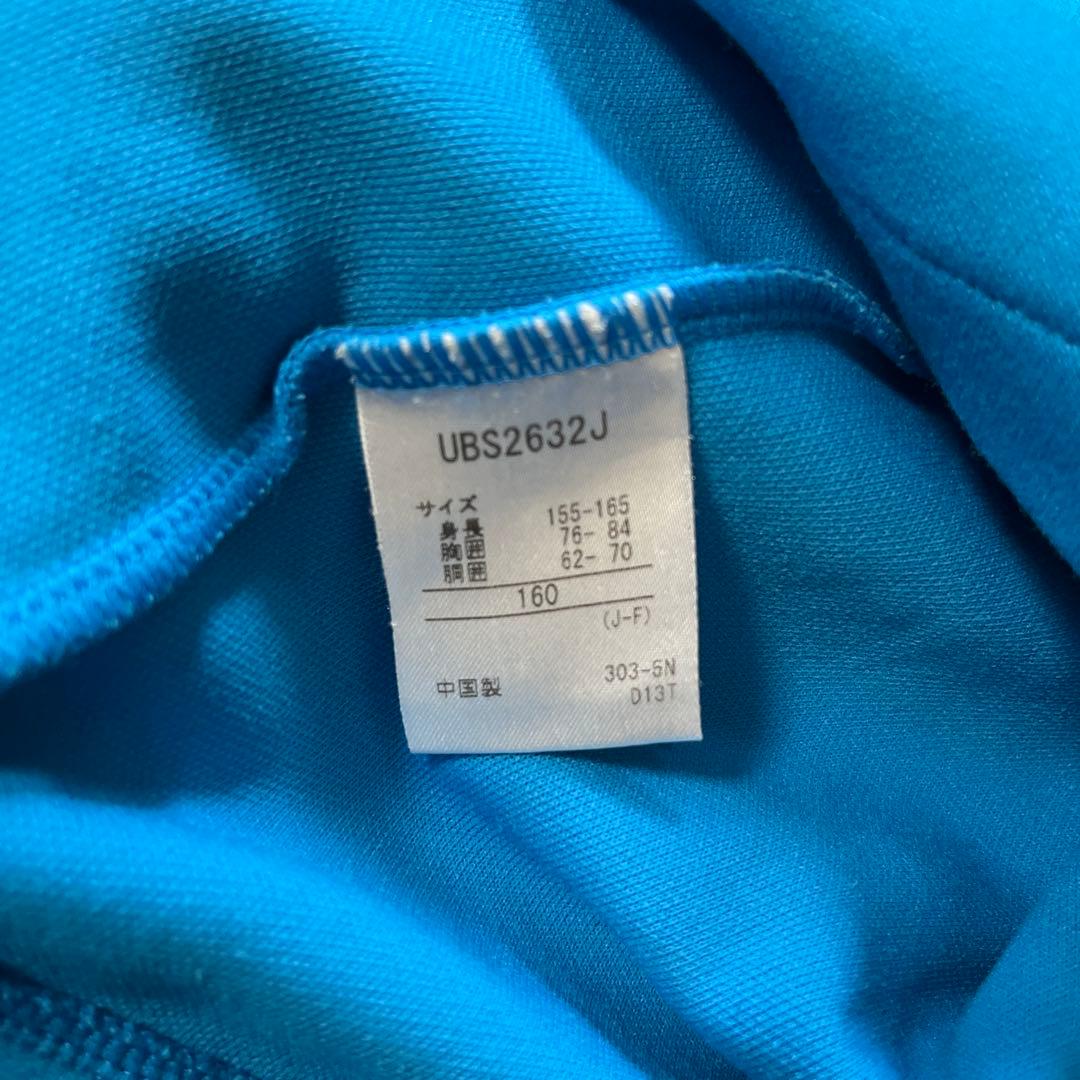 UBS2632J
サイズ
身長 155-165
胸囲 76- 84
胴囲 62- 70
160
(J-F)
303-5N
中国製 D13T